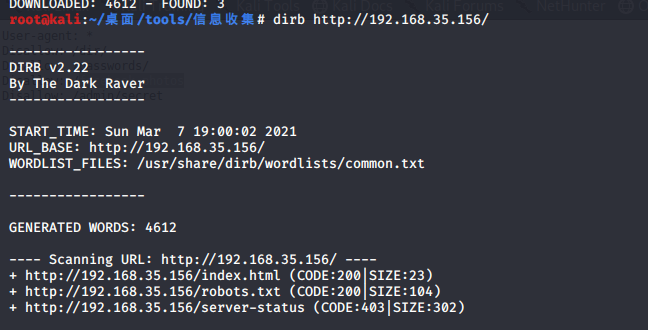 DOWNLOADED: 4612 - FOUND: 3
root@kali:~/桌面/tools/信息收集# dirb http://192.168.35.156/
-----------------
DIRB v2.22
By The Dark Raver
-----------------
START_TIME: Sun Mar  7 19:00:02 2021
URL_BASE: http://192.168.35.156/
WORDLIST_FILES: /usr/share/dirb/wordlists/common.txt
-----------------
GENERATED WORDS: 4612
---- Scanning URL: http://192.168.35.156/ ----
+ http://192.168.35.156/index.html (CODE:200|SIZE:23)
+ http://192.168.35.156/robots.txt (CODE:200|SIZE:104)
+ http://192.168.35.156/server-status (CODE:403|SIZE:302)